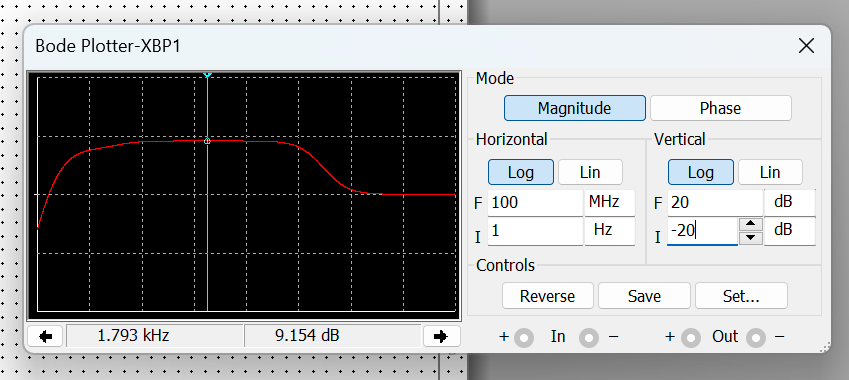 Bode Plotter-XBP1
Mode
Magnitude Phase
Horizontal Vertical
Log Lin Log Lin
F 100 MHz F 20 dB
I 1 Hz I -20 dB
Controls
Reverse Save Set...
1.793 kHz 9.154 dB + In − + Out −